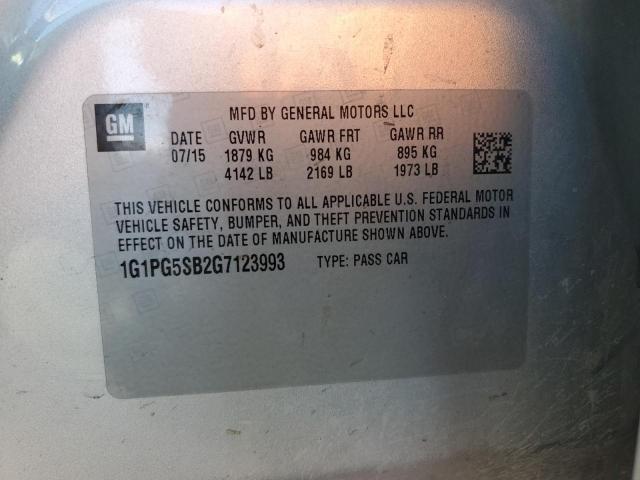 GM
MFD BY GENERAL MOTORS LLC
DATE GVWR GAWR FRT GAWR RR
07/15 1879 KG 984 KG 895 KG
4142 LB 2169 LB 1973 LB
THIS VEHICLE CONFORMS TO ALL APPLICABLE U.S. FEDERAL MOTOR
VEHICLE SAFETY, BUMPER, AND THEFT PREVENTION STANDARDS IN
EFFECT ON THE DATE OF MANUFACTURE SHOWN ABOVE.
1G1PG5SB2G7123993 TYPE: PASS CAR